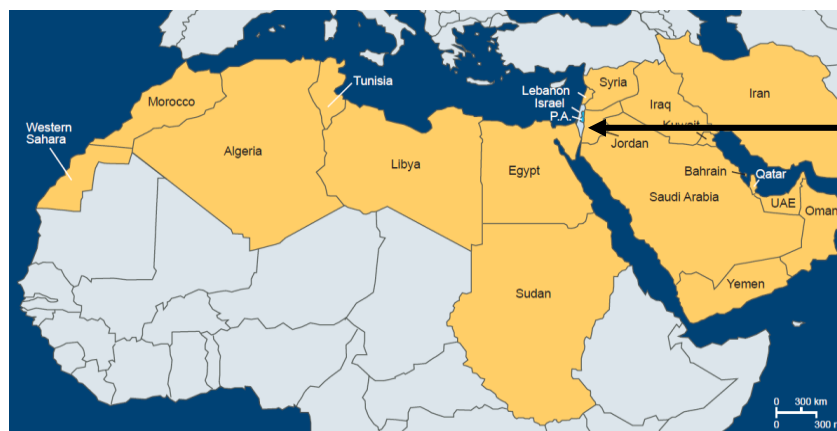 Tunisia
Morocco
Western
Sahara
Algeria
Libya
Egypt
Sudan
Lebanon
Israel
P.A.
Syria
Iraq
Iran
Kuwait
Jordan
Bahrain
Qatar
Saudi Arabia
UAE
Oman
Yemen
0 300 km
0 300 m